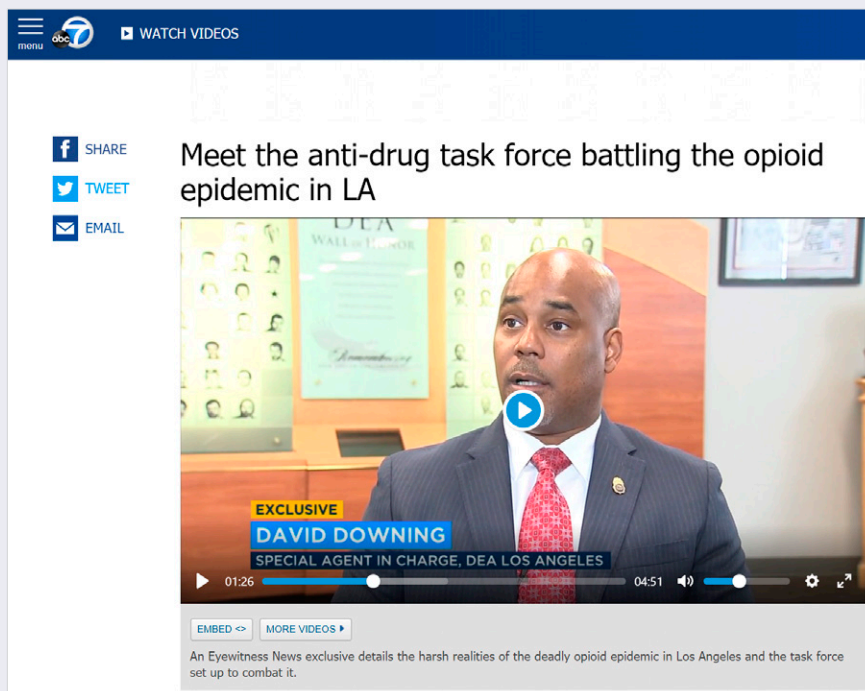 menu
abc 7
WATCH VIDEOS
SHARE
TWEET
EMAIL
Meet the anti-drug task force battling the opioid
epidemic in LA
DEA
WALL OF HONOR
Remembering
EXCLUSIVE
DAVID DOWNING
SPECIAL AGENT IN CHARGE, DEA LOS ANGELES
01:26
04:51
EMBED <>
MORE VIDEOS
An Eyewitness News exclusive details the harsh realities of the deadly opioid epidemic in Los Angeles and the task force
set up to combat it.